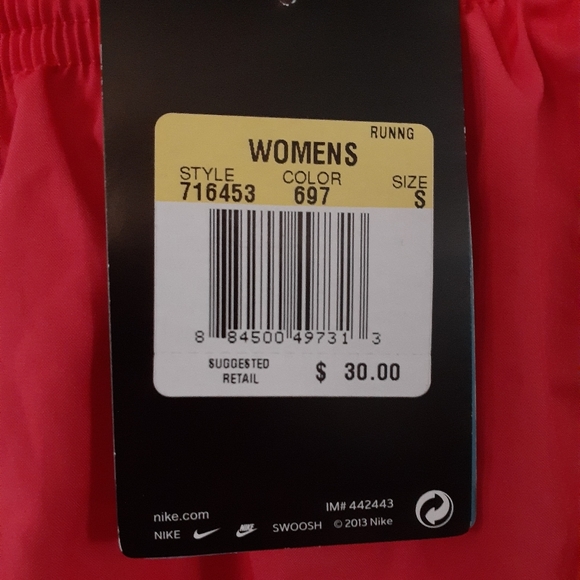 RUNNG
WOMENS
STYLE COLOR SIZE
716453 697 S
8 84500 49731 3
SUGGESTED
RETAIL $ 30.00
nike.com IM# 442443
NIKE NIKE SWOOSH © 2013 Nike